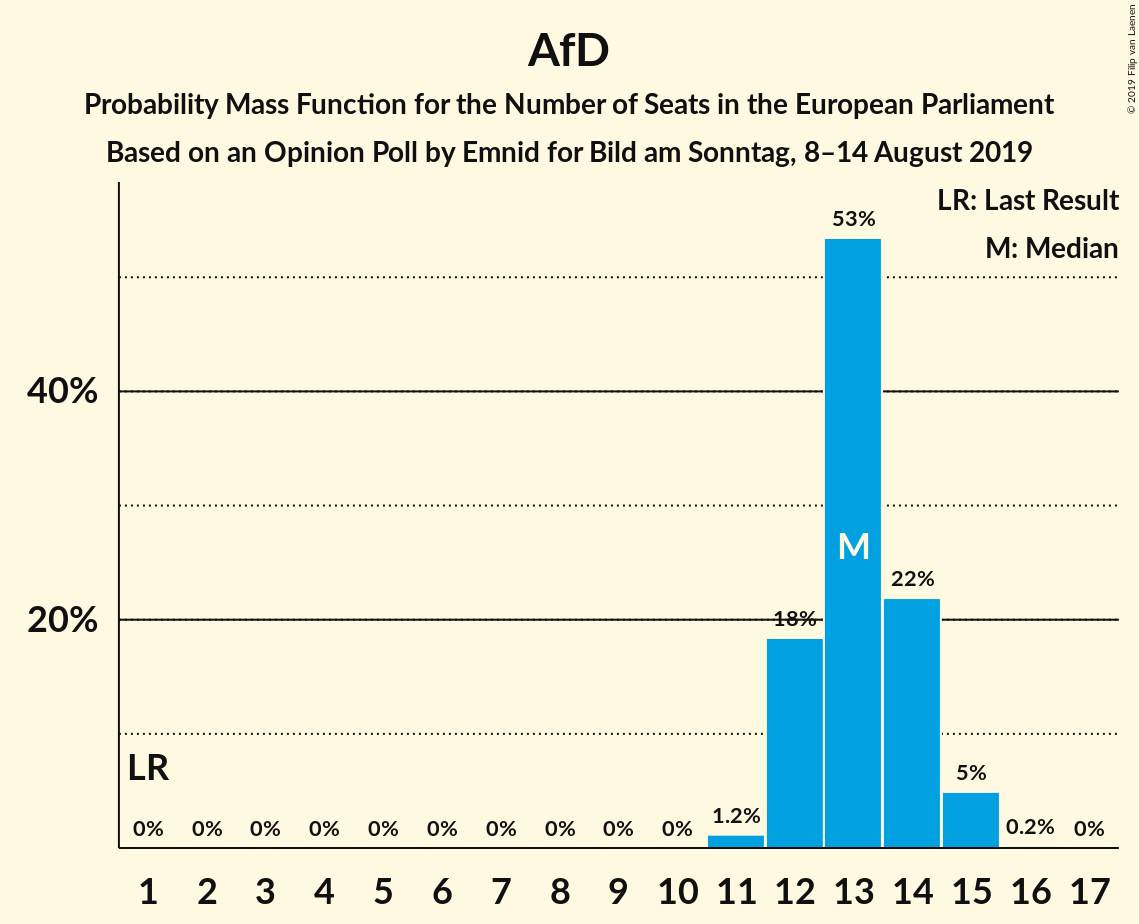 AfD
Probability Mass Function for the Number of Seats in the European Parliament
Based on an Opinion Poll by Emnid for Bild am Sonntag, 8–14 August 2019
© 2019 Filip van Laenen
LR: Last Result
M: Median
53%
40%
M
22%
20%
18%
LR
5%
0% 0% 0% 0% 0% 0% 0% 0% 0% 0% 1.2% 0.2% 0%
1 2 3 4 5 6 7 8 9 10 11 12 13 14 15 16 17